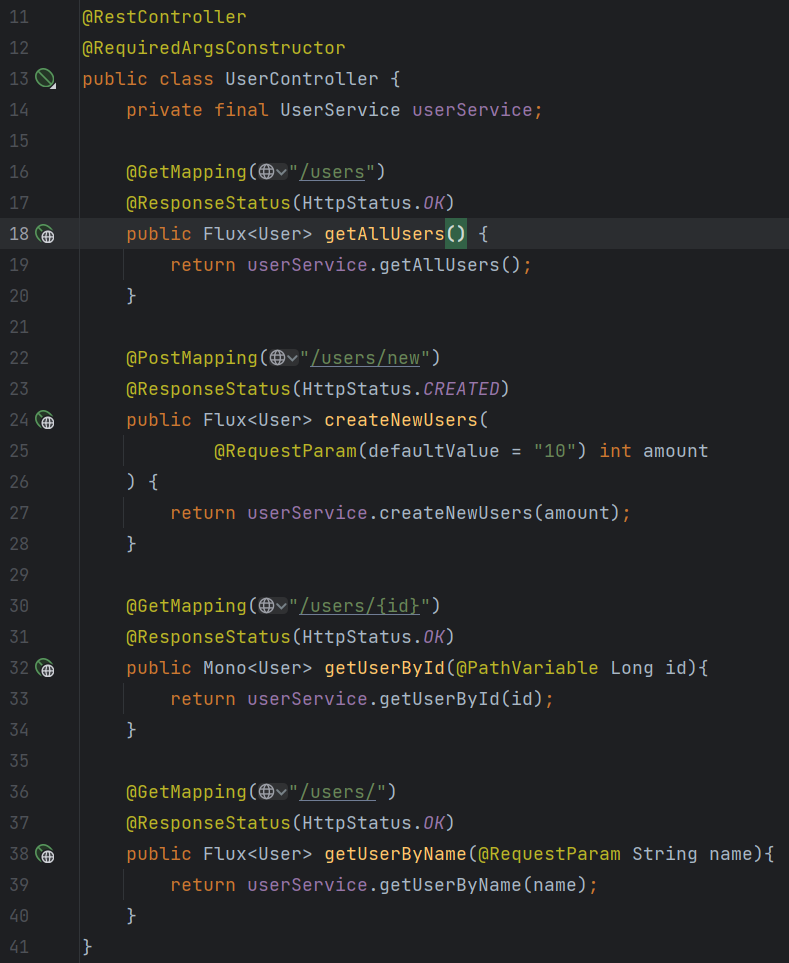 11 @RestController
12 @RequiredArgsConstructor
13 public class UserController {
14     private final UserService userService;
15
16     @GetMapping("/users")
17     @ResponseStatus(HttpStatus.OK)
18     public Flux<User> getAllUsers() {
19         return userService.getAllUsers();
20     }
21
22     @PostMapping("/users/new")
23     @ResponseStatus(HttpStatus.CREATED)
24     public Flux<User> createNewUsers(
25             @RequestParam(defaultValue = "10") int amount
26     ) {
27         return userService.createNewUsers(amount);
28     }
29
30     @GetMapping("/users/{id}")
31     @ResponseStatus(HttpStatus.OK)
32     public Mono<User> getUserById(@PathVariable Long id){
33         return userService.getUserById(id);
34     }
35
36     @GetMapping("/users/")
37     @ResponseStatus(HttpStatus.OK)
38     public Flux<User> getUserByName(@RequestParam String name){
39         return userService.getUserByName(name);
40     }
41 }